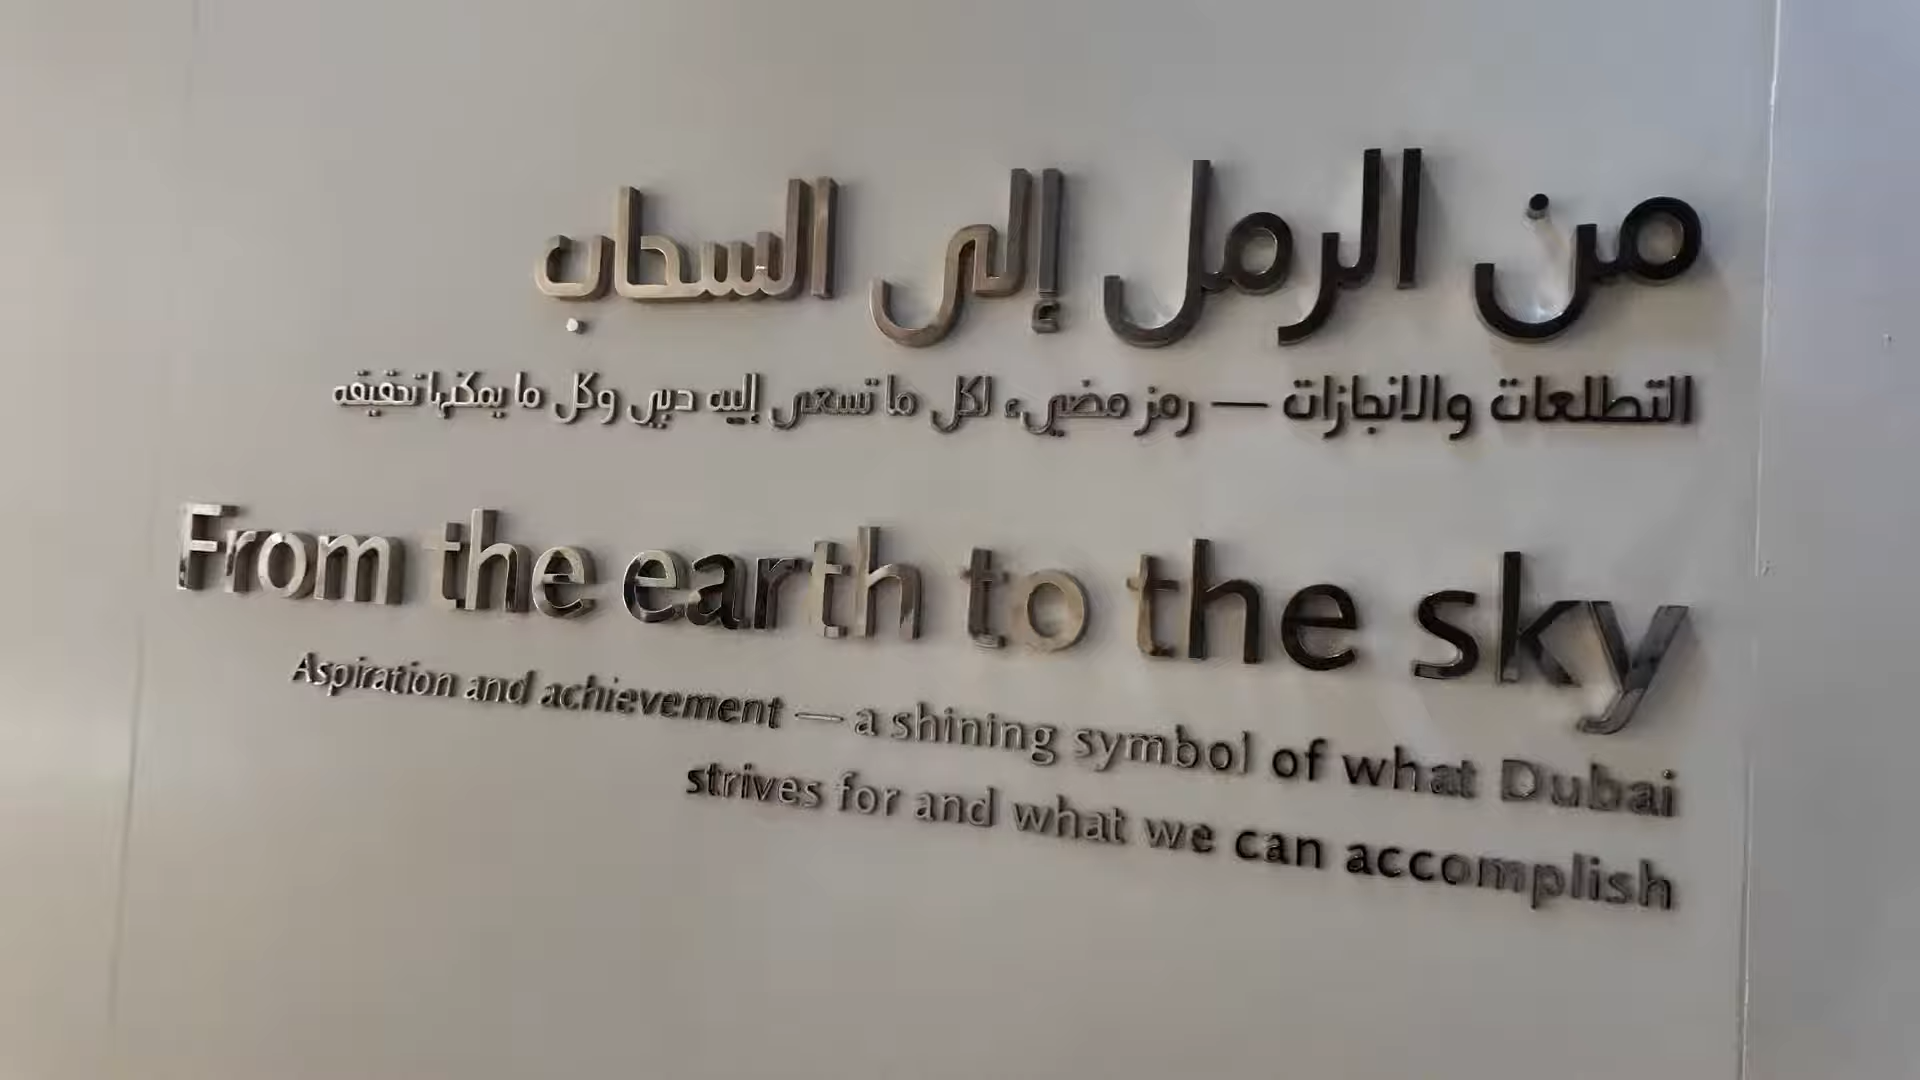 من الرمل إلى السحاب
التطلعات والانجازات — رمز مضيء لكل ما تسعى إليه دبي وكل ما يمكنها تحقيقه
From the earth to the sky
Aspiration and achievement — a shining symbol of what Dubai
strives for and what we can accomplish